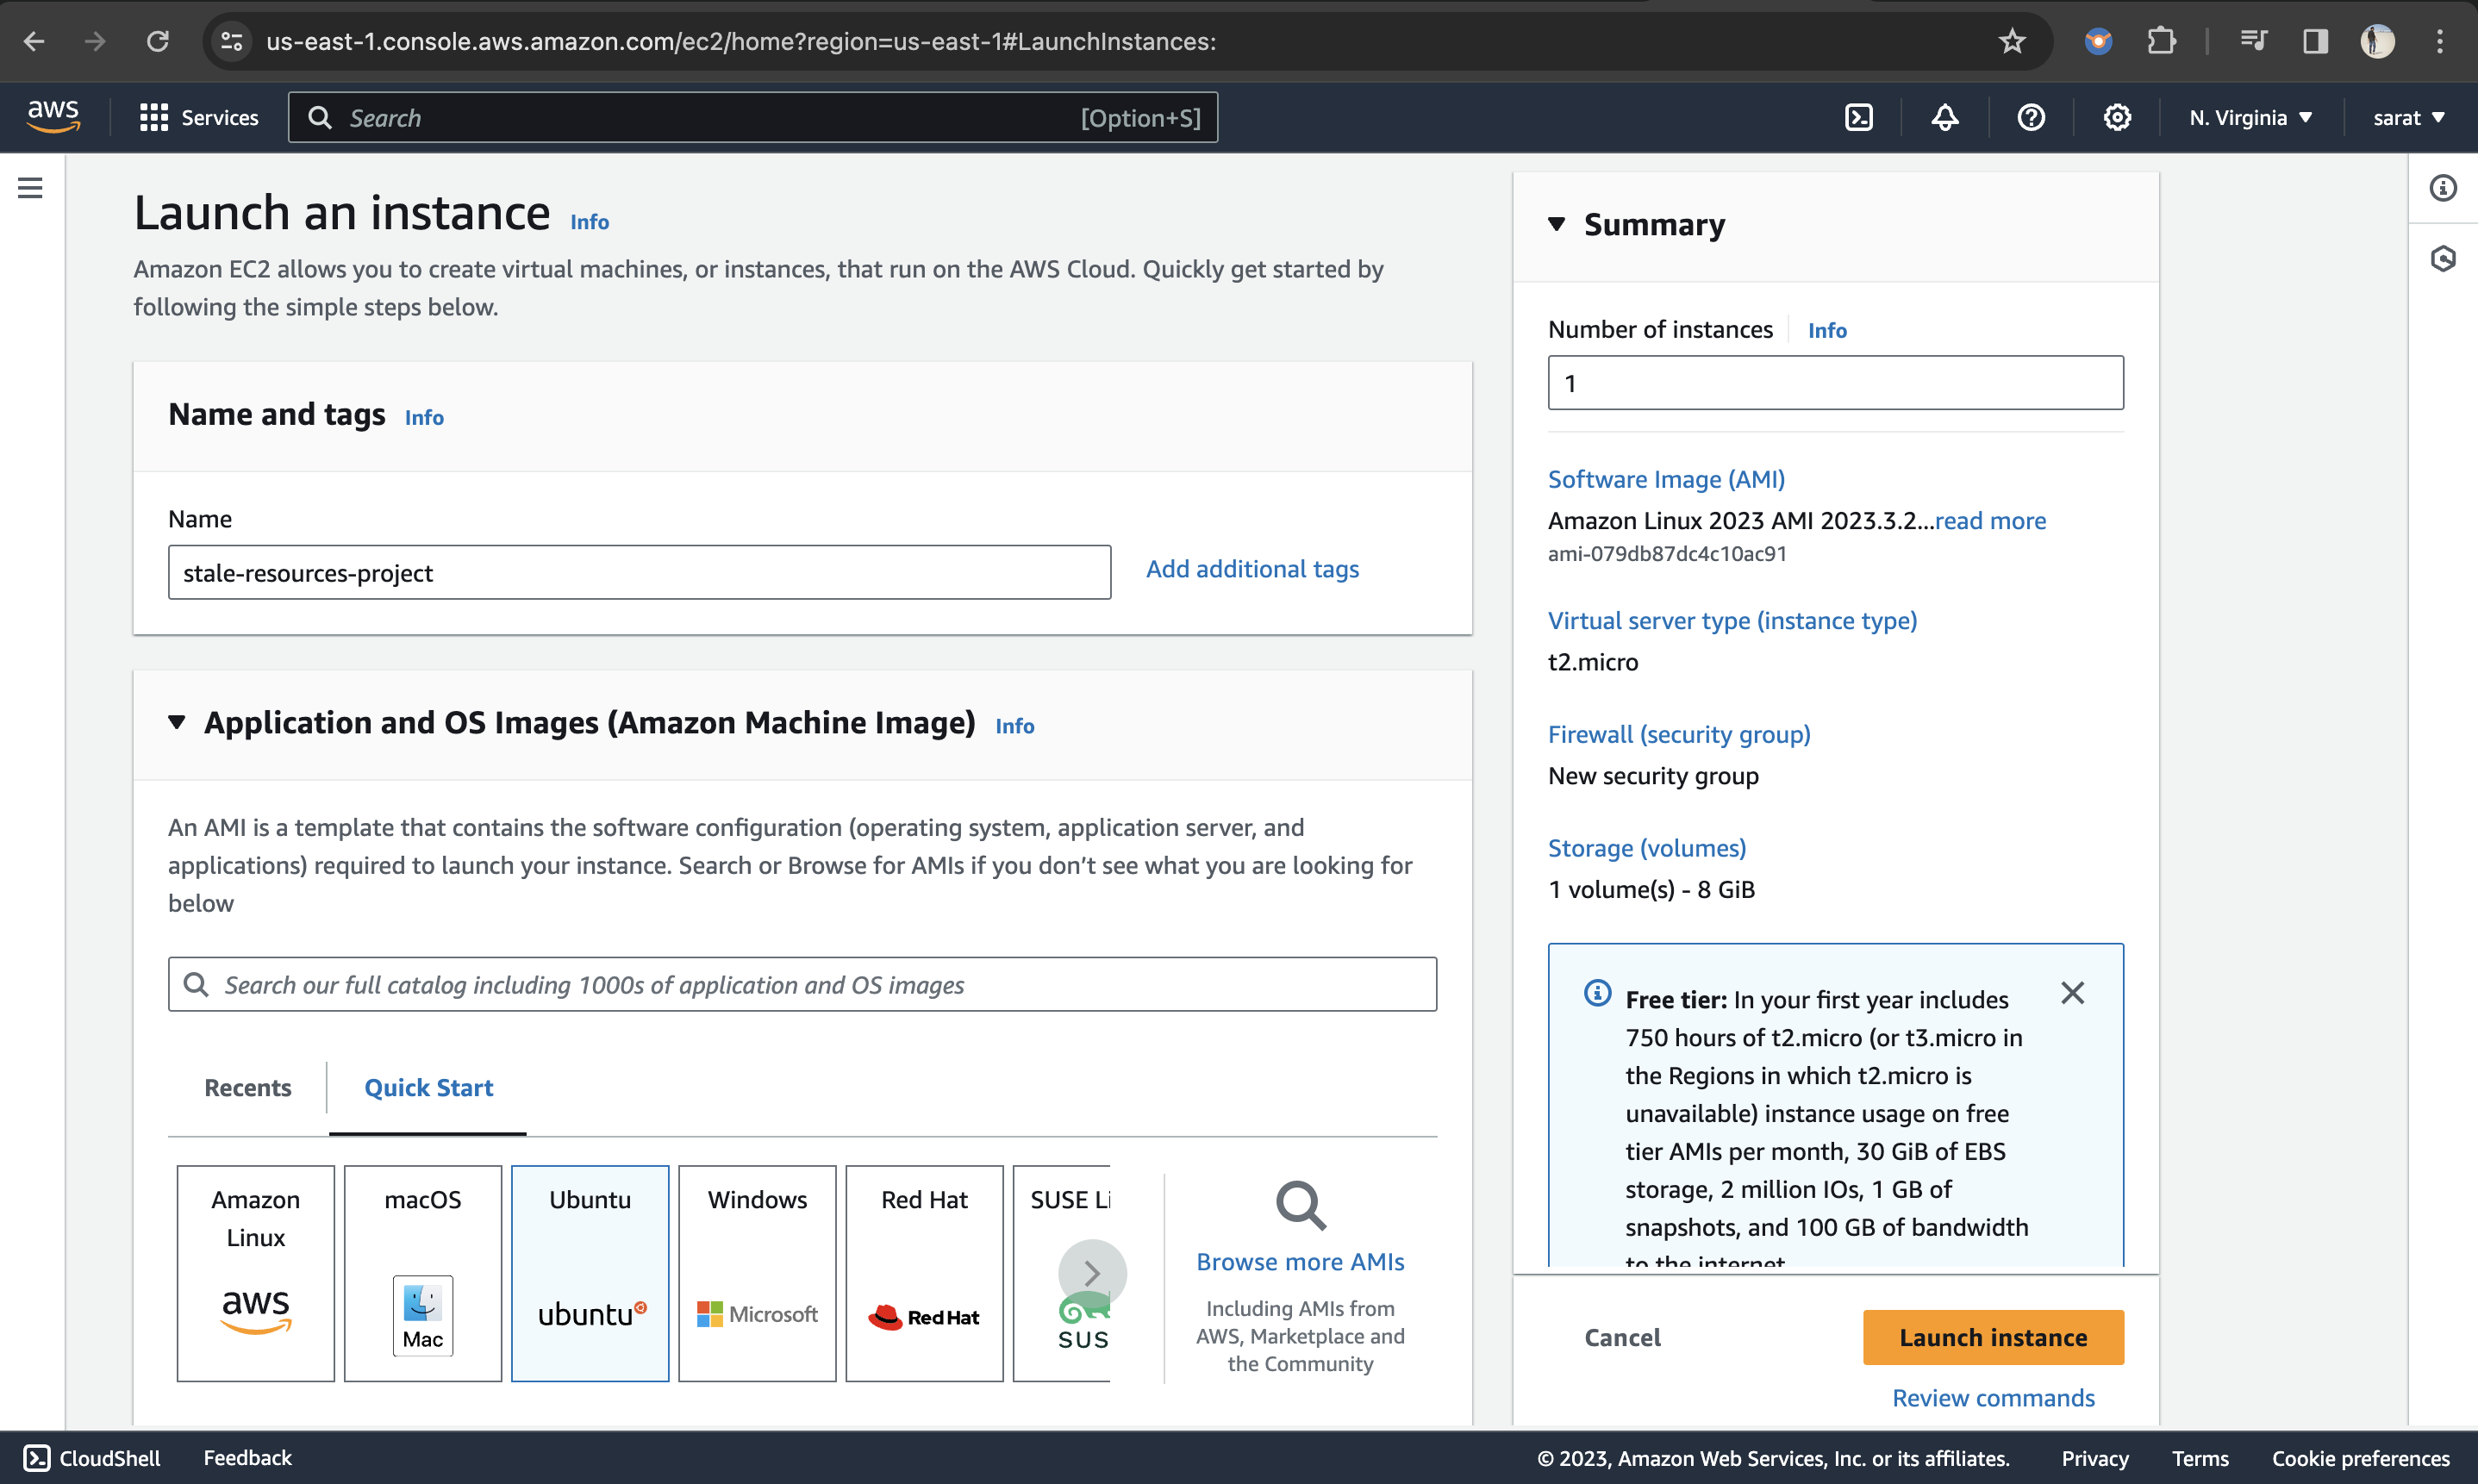 us-east-1.console.aws.amazon.com/ec2/home?region=us-east-1#LaunchInstances:
aws
Services
Search
[Option+S]
N. Virginia
sarat
Launch an instance Info
Amazon EC2 allows you to create virtual machines, or instances, that run on the AWS Cloud. Quickly get started by
following the simple steps below.
Name and tags Info
Name
stale-resources-project
Add additional tags
Application and OS Images (Amazon Machine Image) Info
An AMI is a template that contains the software configuration (operating system, application server, and
applications) required to launch your instance. Search or Browse for AMIs if you don’t see what you are looking for
below
Search our full catalog including 1000s of application and OS images
Recents
Quick Start
Amazon
Linux
aws
macOS
Mac
Ubuntu
ubuntu
Windows
Microsoft
Red Hat
Red Hat
SUSE Li
SUS
Browse more AMIs
Including AMIs from
AWS, Marketplace and
the Community
Summary
Number of instances Info
1
Software Image (AMI)
Amazon Linux 2023 AMI 2023.3.2...read more
ami-079db87dc4c10ac91
Virtual server type (instance type)
t2.micro
Firewall (security group)
New security group
Storage (volumes)
1 volume(s) - 8 GiB
Free tier: In your first year includes
750 hours of t2.micro (or t3.micro in
the Regions in which t2.micro is
unavailable) instance usage on free
tier AMIs per month, 30 GiB of EBS
storage, 2 million IOs, 1 GB of
snapshots, and 100 GB of bandwidth
to the internet
Cancel
Launch instance
Review commands
CloudShell
Feedback
© 2023, Amazon Web Services, Inc. or its affiliates.
Privacy
Terms
Cookie preferences